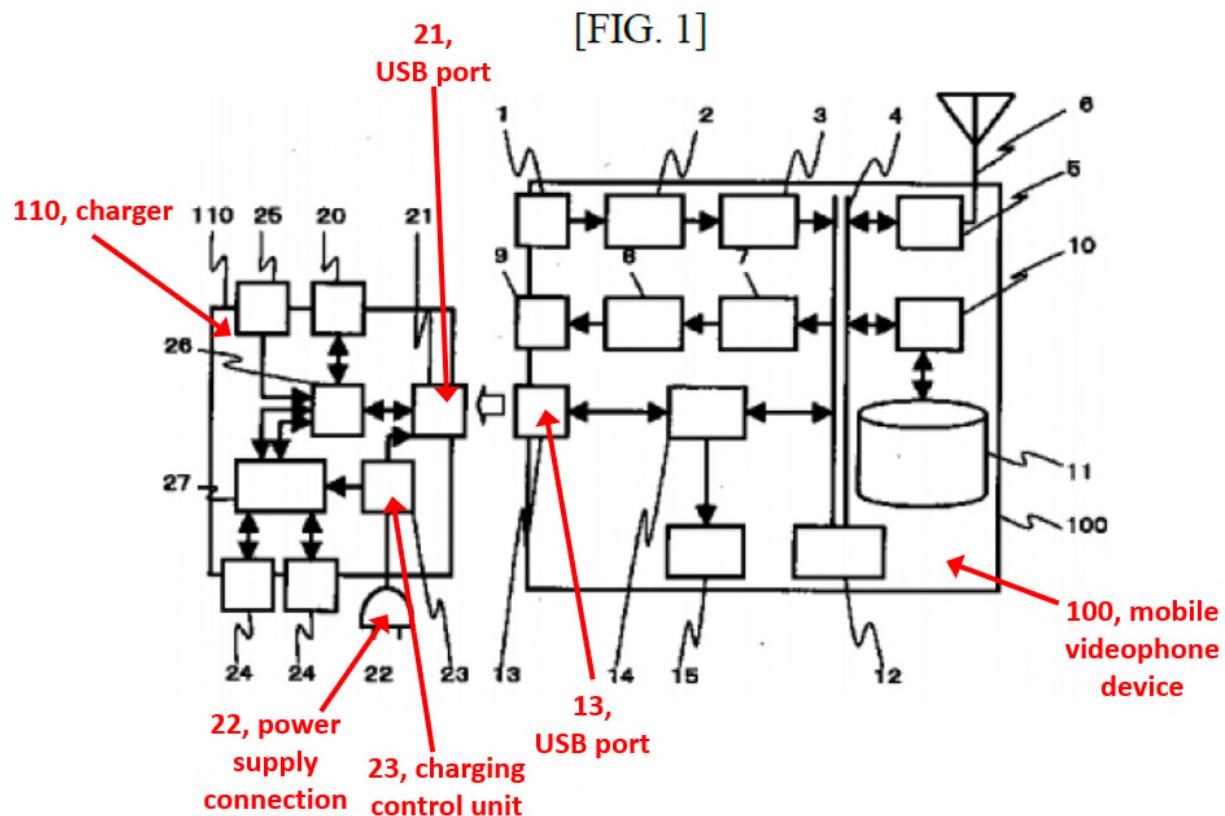 [FIG. 1]
21,
USB port
110, charger
110 25 20 21
1 2 3 4 6
5
9 8 7 10
26
27
11
100
24 24 22 23 13 14 15 12
22, power
supply
connection
23, charging
control unit
13,
USB port
100, mobile
videophone
device